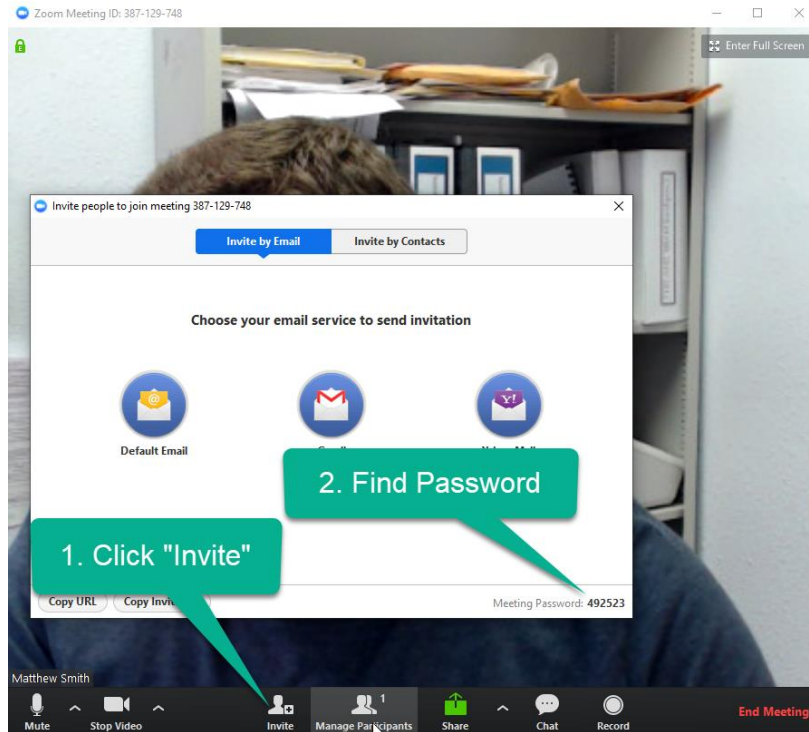 Zoom Meeting ID: 387-129-748
Enter Full Screen
Invite people to join meeting 387-129-748
Invite by Email Invite by Contacts
Choose your email service to send invitation
Default Email
2. Find Password
1. Click "Invite"
Copy URL Copy
Meeting Password: 492523
Matthew Smith
1
Mute Stop Video Invite Manage Participants Share Chat Record End Meeting